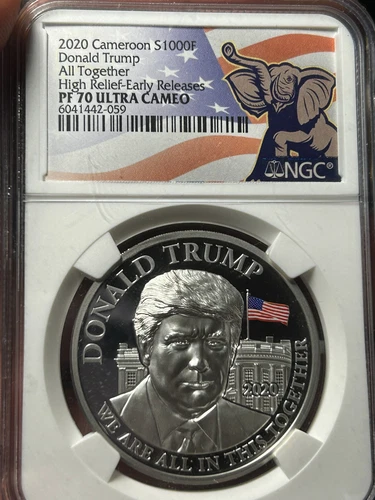 2020 Cameroon S1000F
Donald Trump
All Together
High Relief-Early Releases
PF 70 ULTRA CAMEO
6041442-059
NGC®
DONALD TRUMP
2020
WE ARE ALL IN THIS TOGETHER